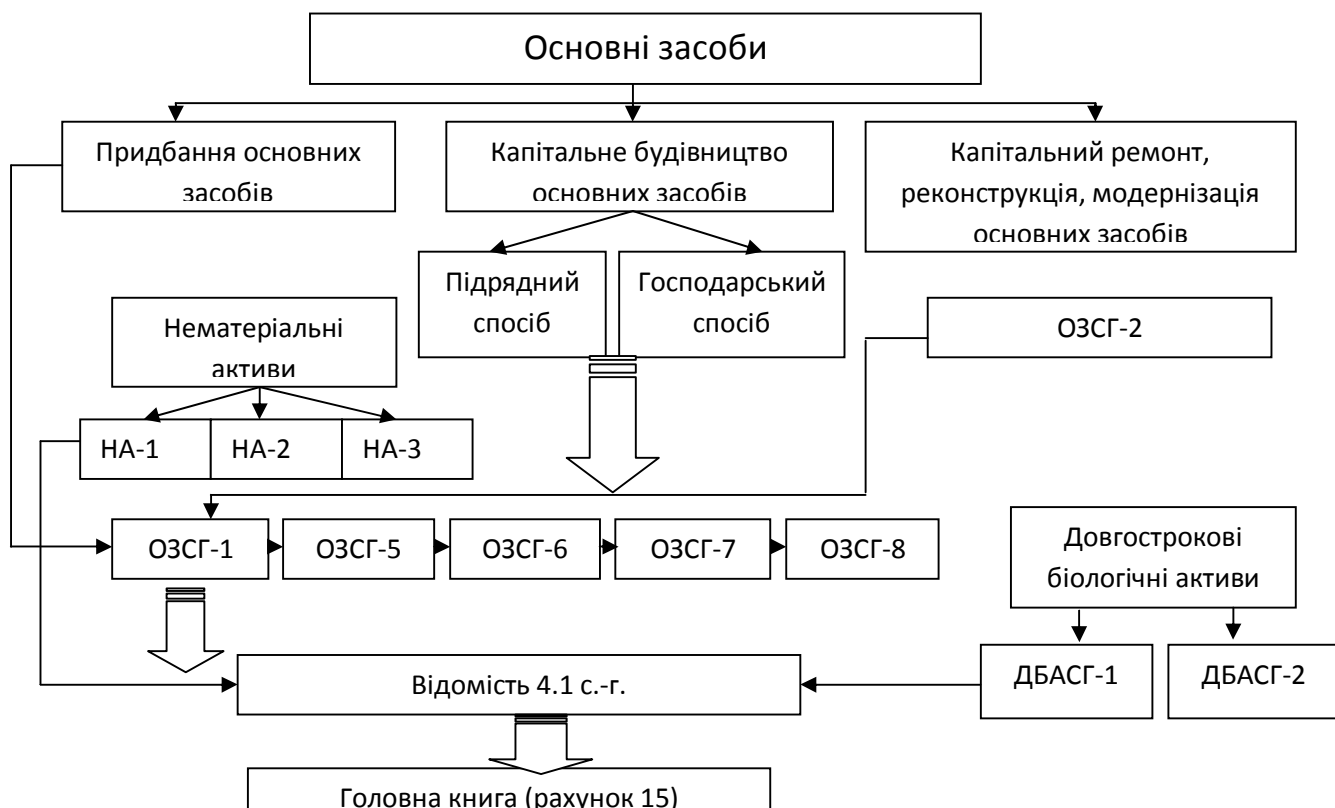 Основні засоби
Придбання основних
засобів
Капітальне будівництво
основних засобів
Капітальний ремонт,
реконструкція, модернізація
основних засобів
Підрядний
спосіб
Господарський
спосіб
Нематеріальні
активи
ОЗСГ-2
НА-1
НА-2
НА-3
ОЗСГ-1
ОЗСГ-5
ОЗСГ-6
ОЗСГ-7
ОЗСГ-8
Довгострокові
біологічні активи
Відомість 4.1 с.-г.
ДБАСГ-1
ДБАСГ-2
Головна книга (рахунок 15)